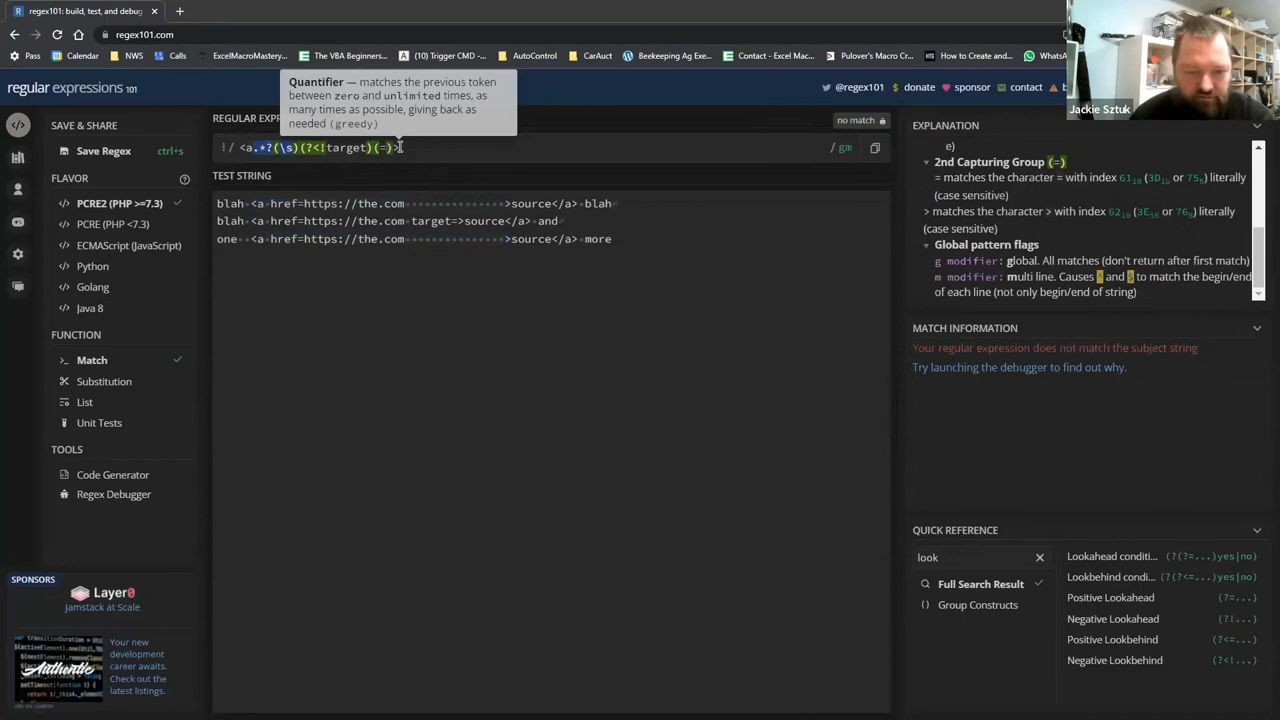 regex101: build, test, and debug
regex101.com
Pass
Calendar
NWS
Calls
ExcelMacroMastery
The VBA Beginners...
(10) Trigger CMD -...
AutoControl
CarAuct
Beekeeping Ag Exe...
Contact - Excel Mac...
Pulover's Macro Cr...
How to Create and...
WhatsA
Jackie Sztuk
regular expressions 101
@regex101
donate
sponsor
contact
Quantifier — matches the previous token
between zero and unlimited times, as
many times as possible, giving back as
needed (greedy)
SAVE & SHARE
Save Regex
ctrl+s
FLAVOR
PCRE2 (PHP >=7.3)
PCRE (PHP <7.3)
ECMAScript (JavaScript)
Python
Golang
Java 8
FUNCTION
Match
Substitution
List
Unit Tests
TOOLS
Code Generator
Regex Debugger
SPONSORS
Layer0
Jamstack at Scale
Authentic
Your new
development
career awaits.
Check out the
latest listings.
REGULAR EXP
no match
/ <a.*?(\s)(?<!target)(=)>
/ gm
TEST STRING
blah <a href=https://the.com >source</a> blah
blah <a href=https://the.com target=>source</a> and
one <a href=https://the.com >source</a> more
EXPLANATION
e)
2nd Capturing Group (=)
= matches the character = with index 61₁₀ (3D₁₆ or 75₈) literally
(case sensitive)
> matches the character > with index 62₁₀ (3E₁₆ or 76₈) literally
(case sensitive)
Global pattern flags
g modifier: global. All matches (don't return after first match)
m modifier: multi line. Causes ^ and $ to match the begin/end
of each line (not only begin/end of string)
MATCH INFORMATION
Your regular expression does not match the subject string
Try launching the debugger to find out why.
QUICK REFERENCE
look
Full Search Result
Group Constructs
Lookahead conditi... (?(?=...)yes|no)
Lookbehind condi... (?(?<=...)yes|no)
Positive Lookahead (?=...)
Negative Lookahead (?!...)
Positive Lookbehind (?<=...)
Negative Lookbehind (?<!...)